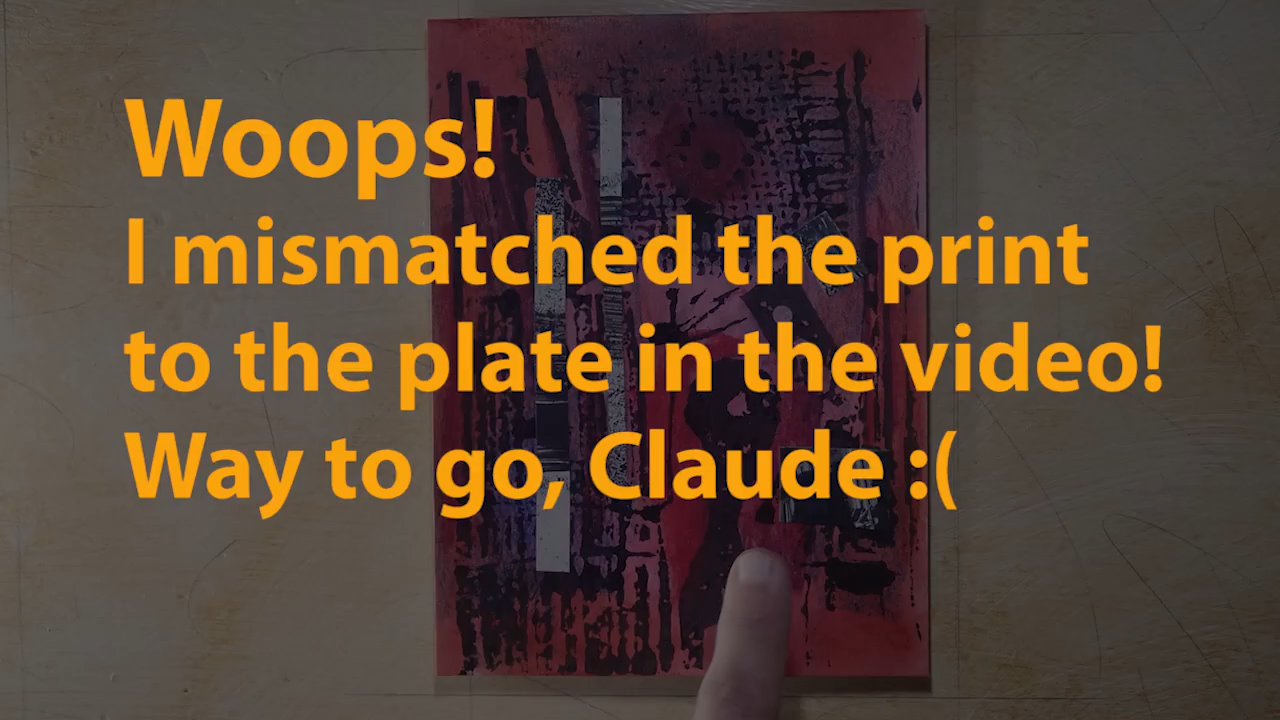 Woops!
I mismatched the print
to the plate in the video!
Way to go, Claude :(